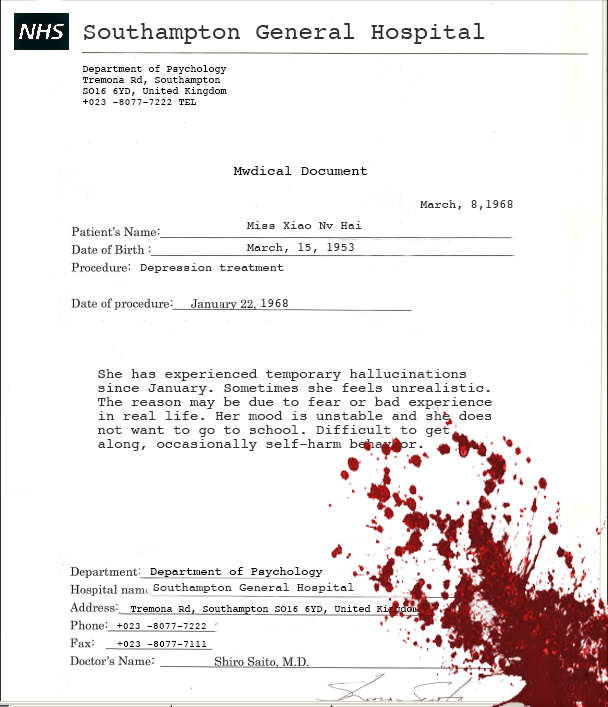 NHS Southampton General Hospital
Department of Psychology
Tremona Rd, Southampton
SO16 6YD, United Kingdom
+023 -8077-7222 TEL
Mwdical Document
March, 8,1968
Patient's Name: Miss Xiao Nv Hai
Date of Birth : March, 15, 1953
Procedure: Depression treatment
Date of procedure: January 22, 1968
She has experienced temporary hallucinations
since January. Sometimes she feels unrealistic.
The reason may be due to fear or bad experience
in real life. Her mood is unstable and she does
not want to go to school. Difficult to get
along, occasionally self-harm behavior.
Department: Department of Psychology
Hospital name Southampton General Hospital
Address: Tremona Rd, Southampton SO16 6YD, United Kingdom
Phone: +023 -8077-7222
Fax: +023 -8077-7111
Doctor's Name: Shiro Saito, M.D.